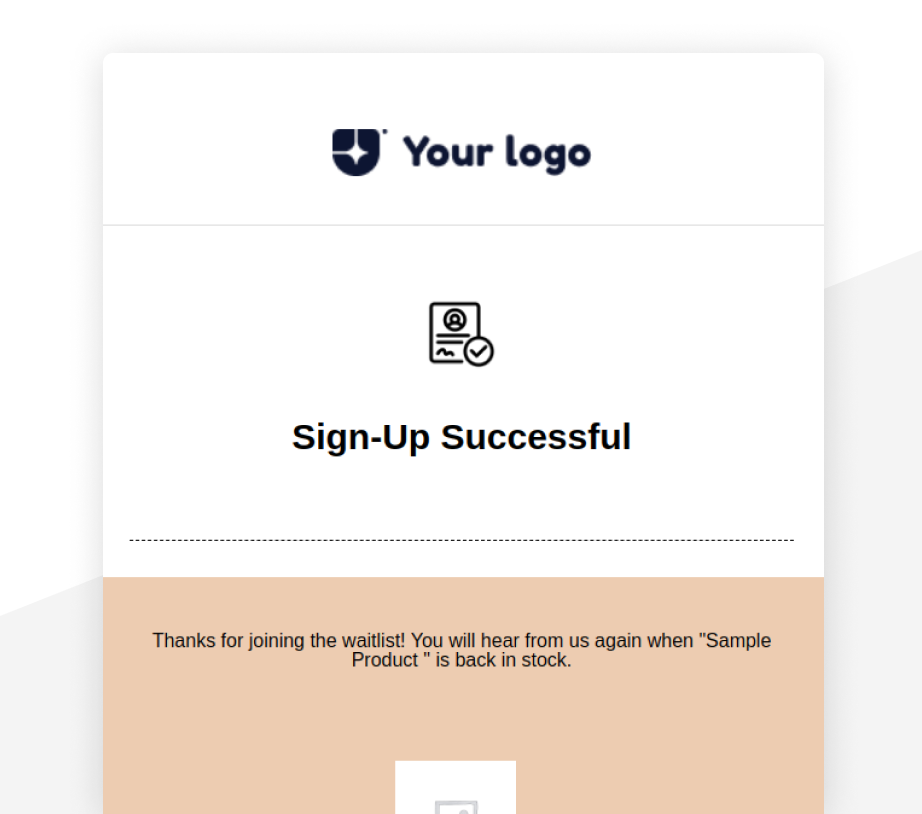 Your logo
Sign-Up Successful
Thanks for joining the waitlist! You will hear from us again when "Sample
Product " is back in stock.